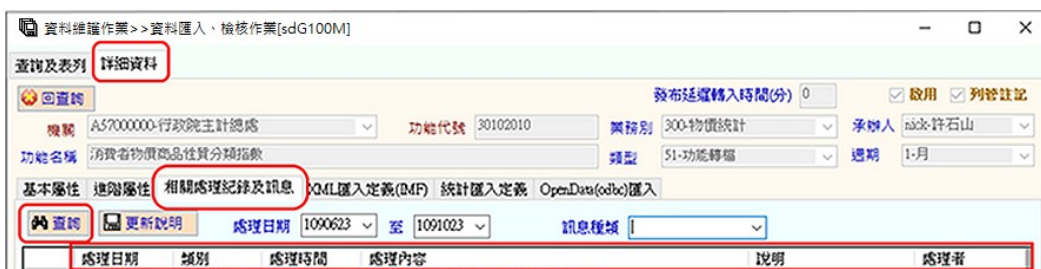 資料維護作業>>資料匯入、檢核作業[sdG100M]
查詢及表列 詳細資料
回查詢 發布延遲轉入時間(分) 0 啟用 列管註記
機關 A57000000-行政院主計總處 功能代號 30102010 業務別 300-物價統計 承辦人 nick-許石山
功能名稱 消費者物價商品性質分類指數 類型 51-功能轉檔 週期 1-月
基本屬性 進階屬性 相關處理紀錄及訊息 XML匯入定義(IMF) 統計匯入定義 OpenData(odbc)匯入
查詢 更新說明 處理日期 1090623 至 1091023 訊息種類
處理日期 類別 處理時間 處理內容 說明 處理者